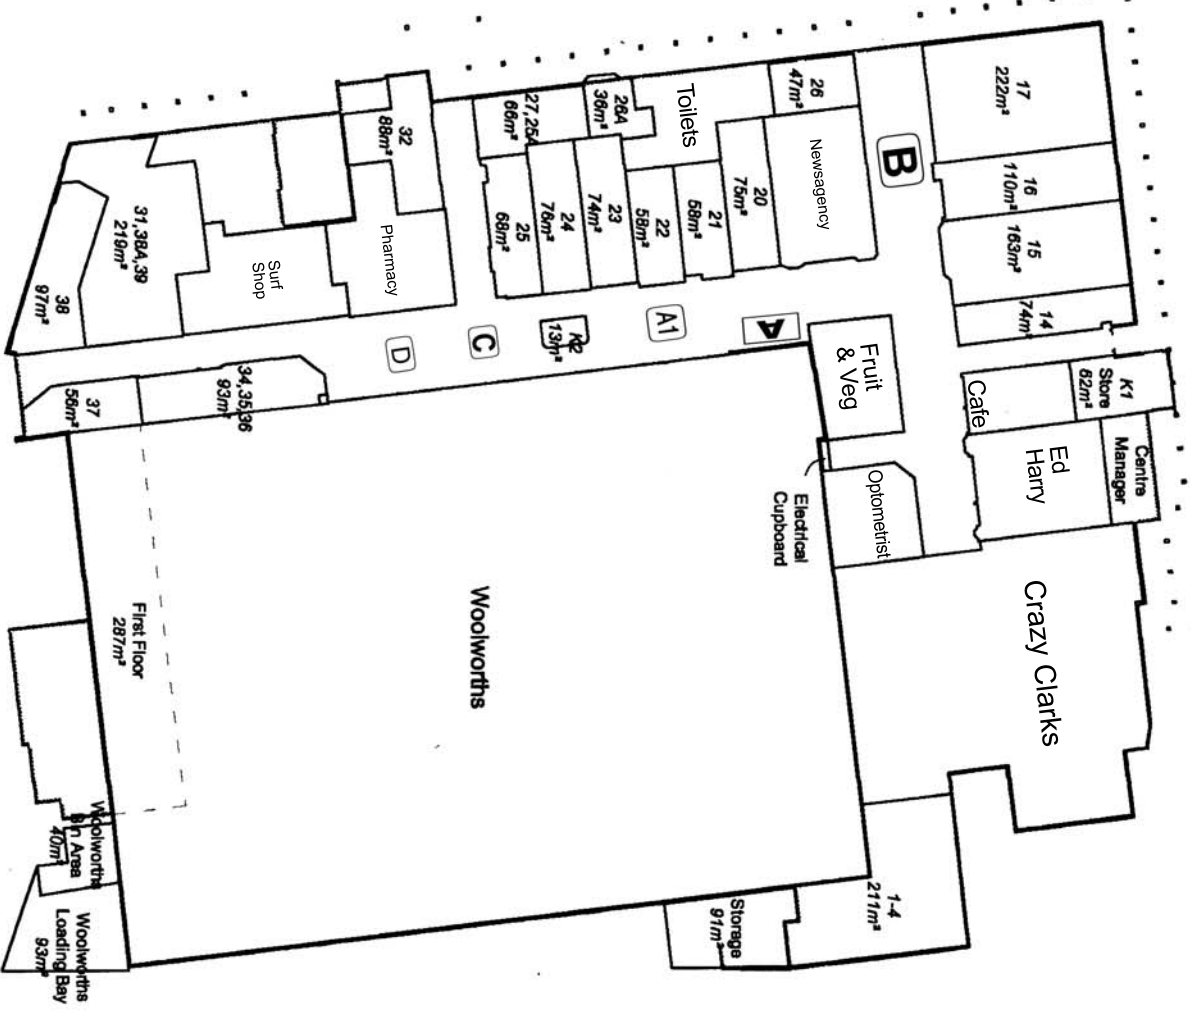 17
222m²
16
110m²
15
163m²
14
74m²
K1
Store
62m²
Centre
Manager
Ed
Harry
Cafe
Crazy Clarks
B
26
47m²
Newsagency
20
75m²
Toilets
26A
36m²
21
58m²
22
58m²
23
74m²
24
76m²
25
68m²
27,25A
66m²
32
88m²
Pharmacy
Surf
Shop
31,38A,39
219m²
38
97m²
A
A1
K2
13m²
C
D
Fruit
& Veg
Optometrist
Electrical
Cupboard
34,35,36
93m²
37
56m²
Woolworths
First Floor
287m²
1-4
211m²
Storage
91m²
Woolworths
Bin Area
40m²
Woolworths
Loading Bay
93m²